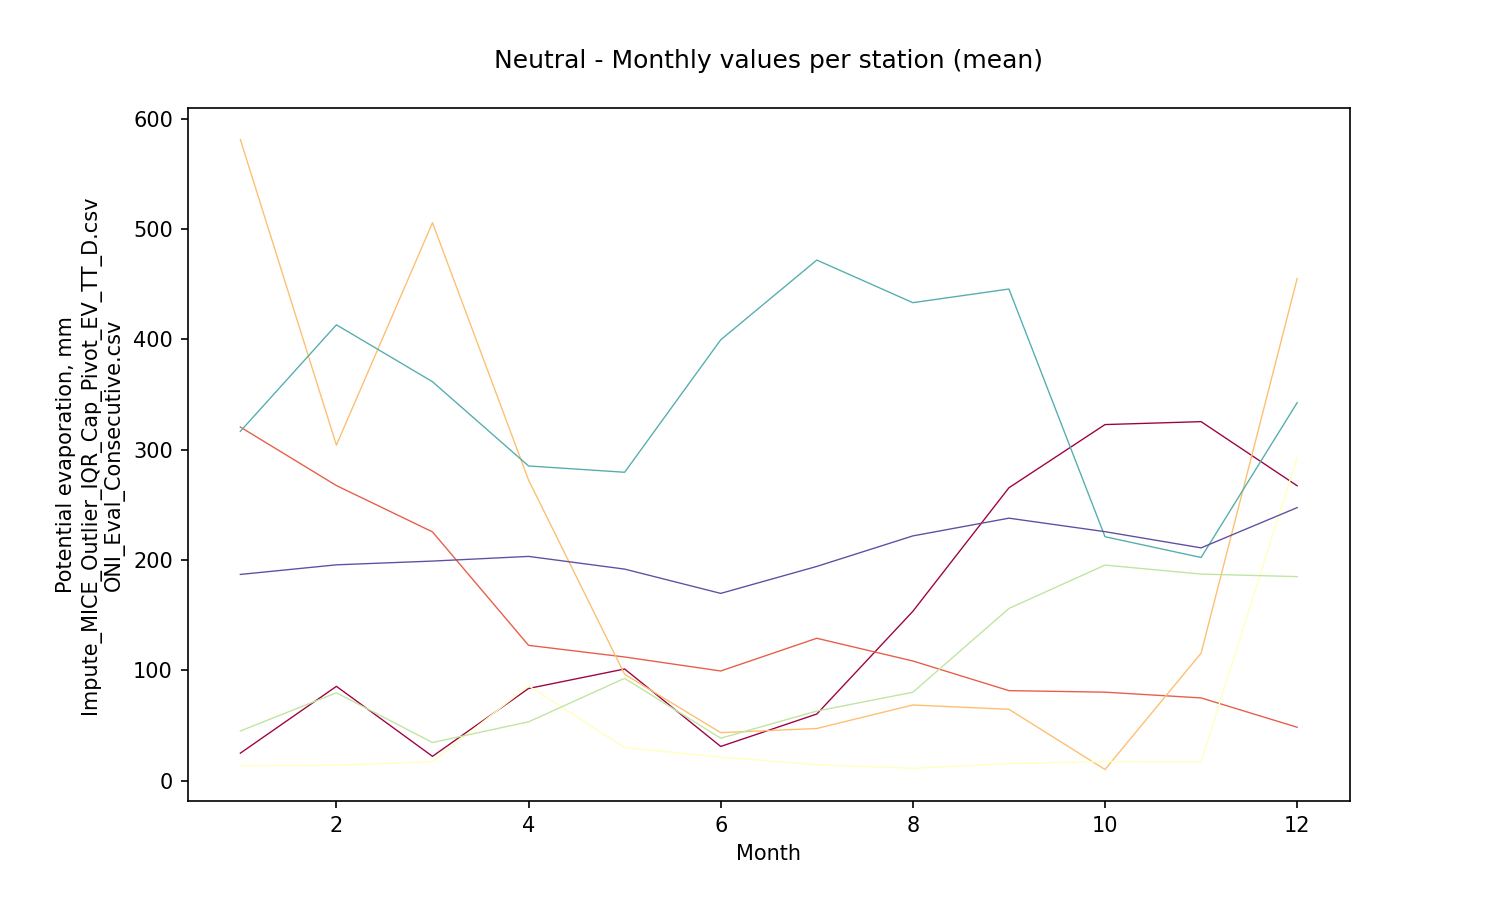 Neutral - Monthly values per station (mean)
Potential evaporation, mm
Impute_MICE_Outlier_IQR_Cap_Pivot_EV_TT_D.csv
ONI_Eval_Consecutive.csv
600
500
400
300
200
100
0
2 4 6 8 10 12
Month